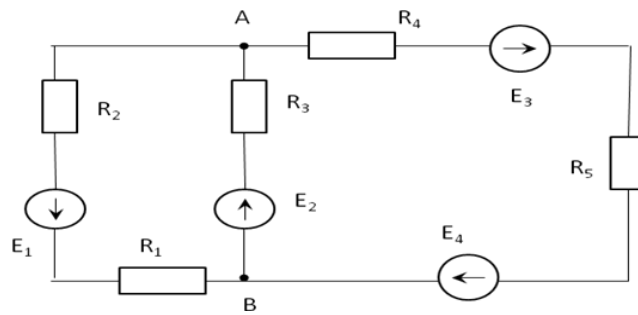 A
R₄
R₂
R₃
E₃
R₅
E₂
E₁
R₁
E₄
B